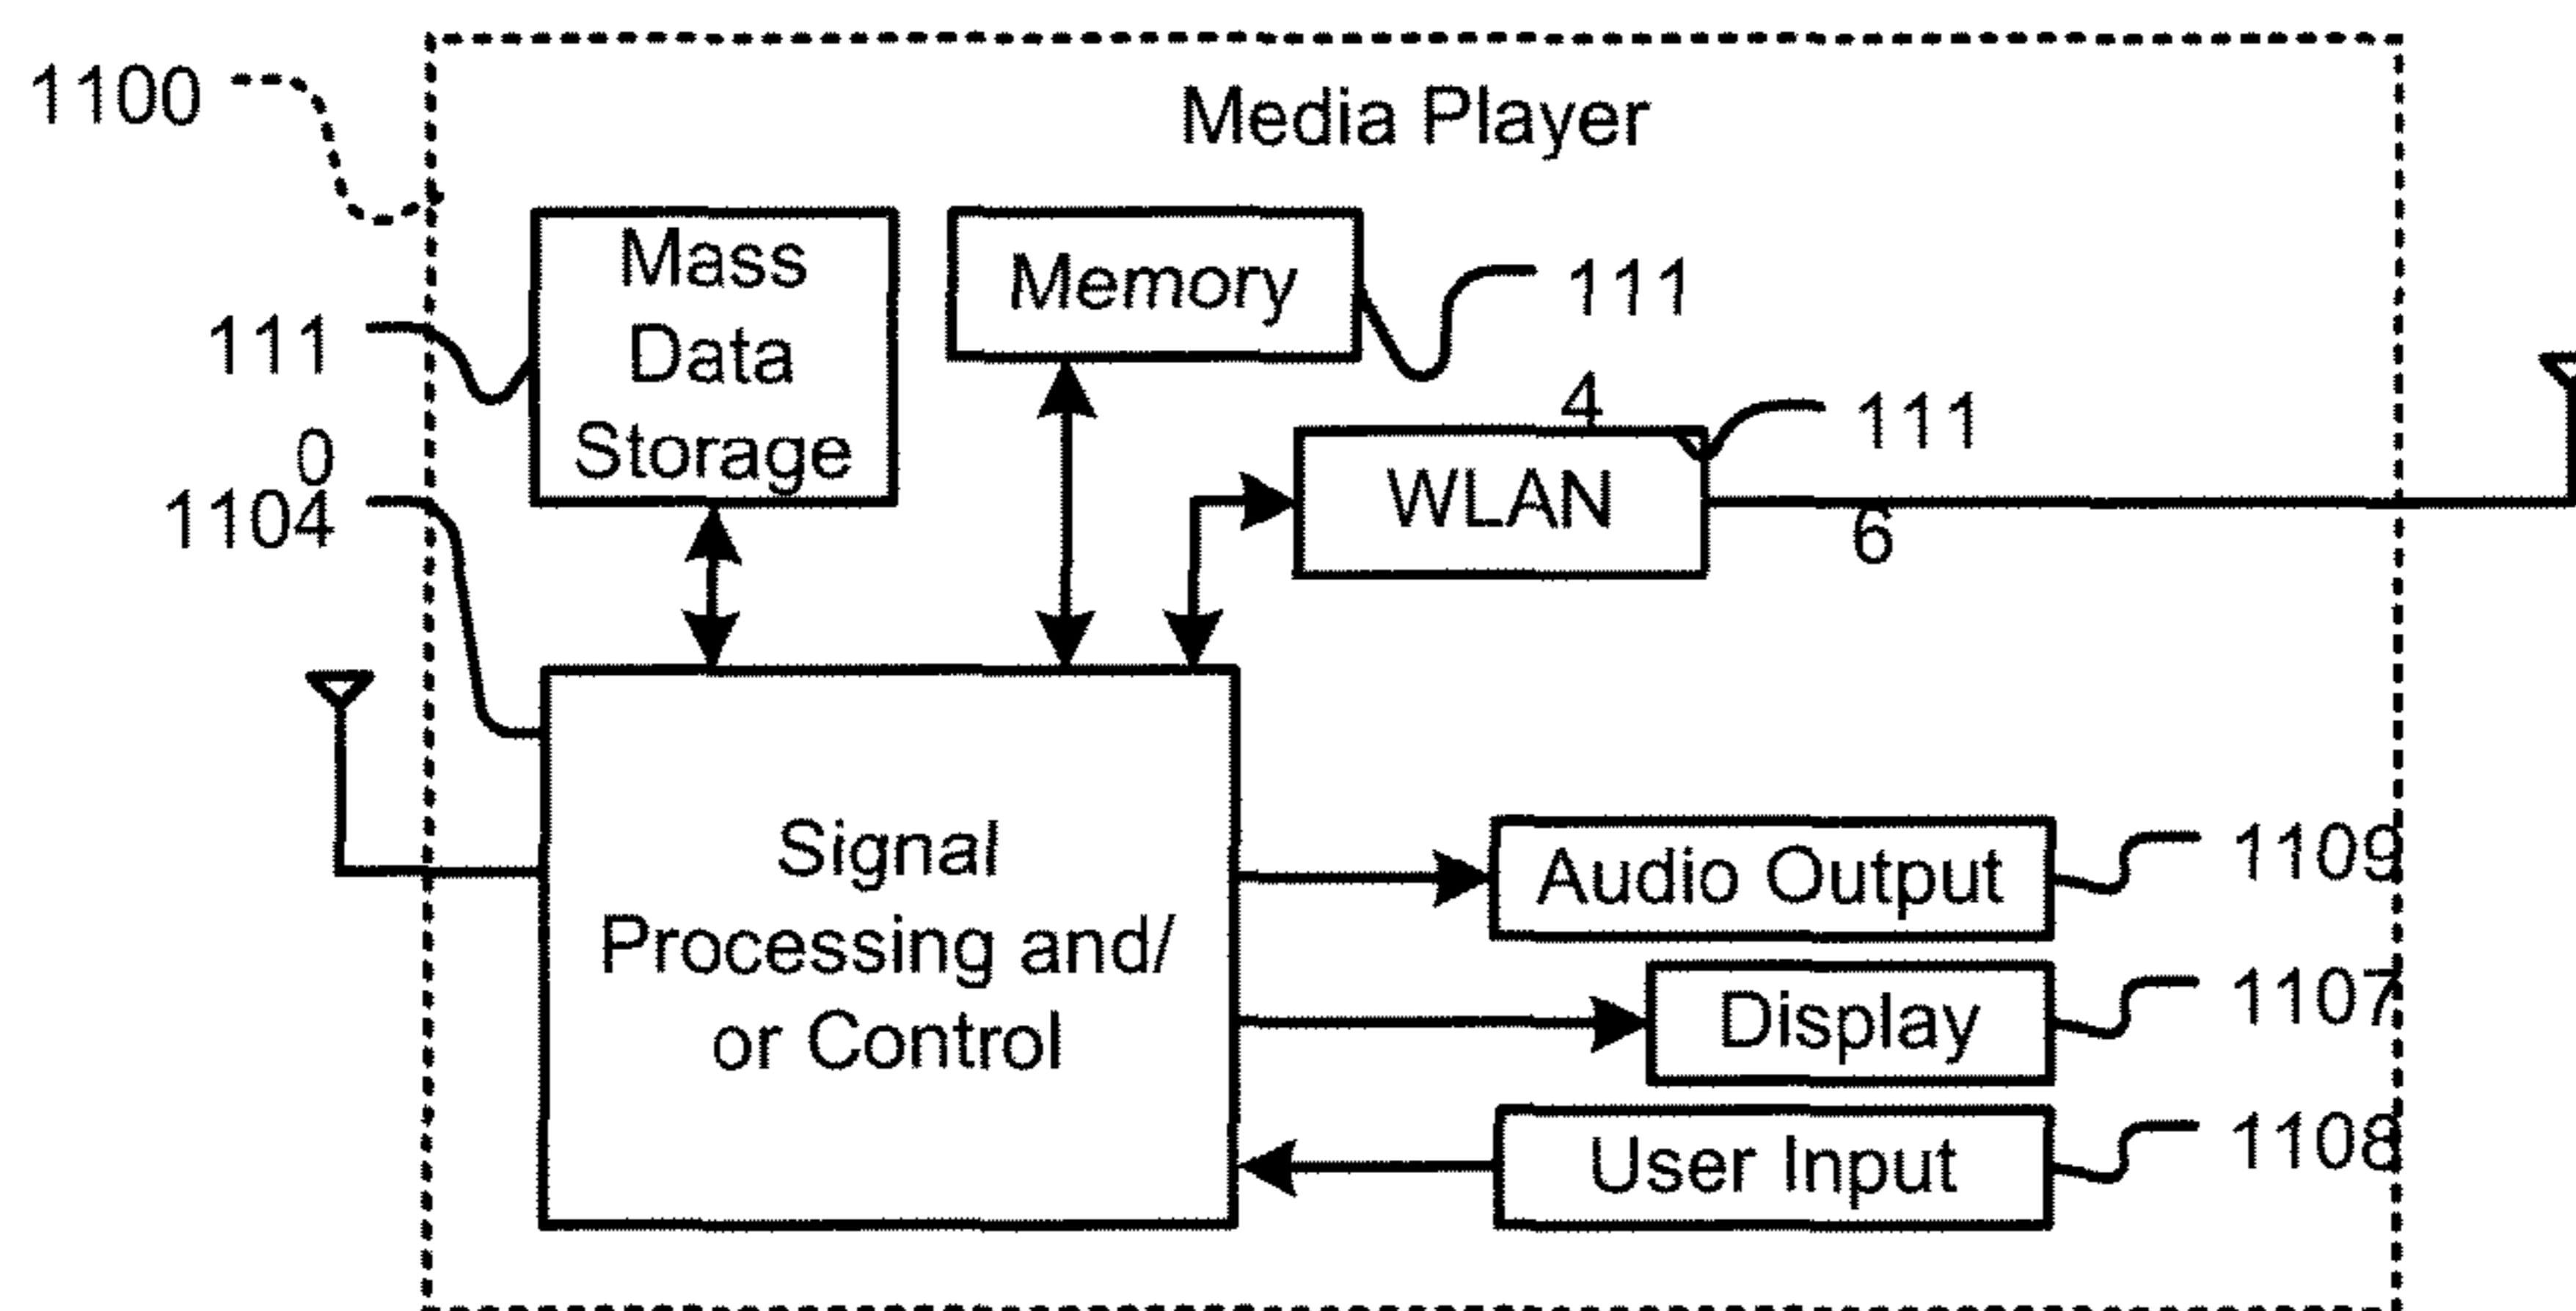 1100
Media Player
Mass
Data
Storage
Memory
111
4
111
0
111
6
WLAN
1104
Signal
Processing and/
or Control
Audio Output
1109
Display
1107
User Input
1108